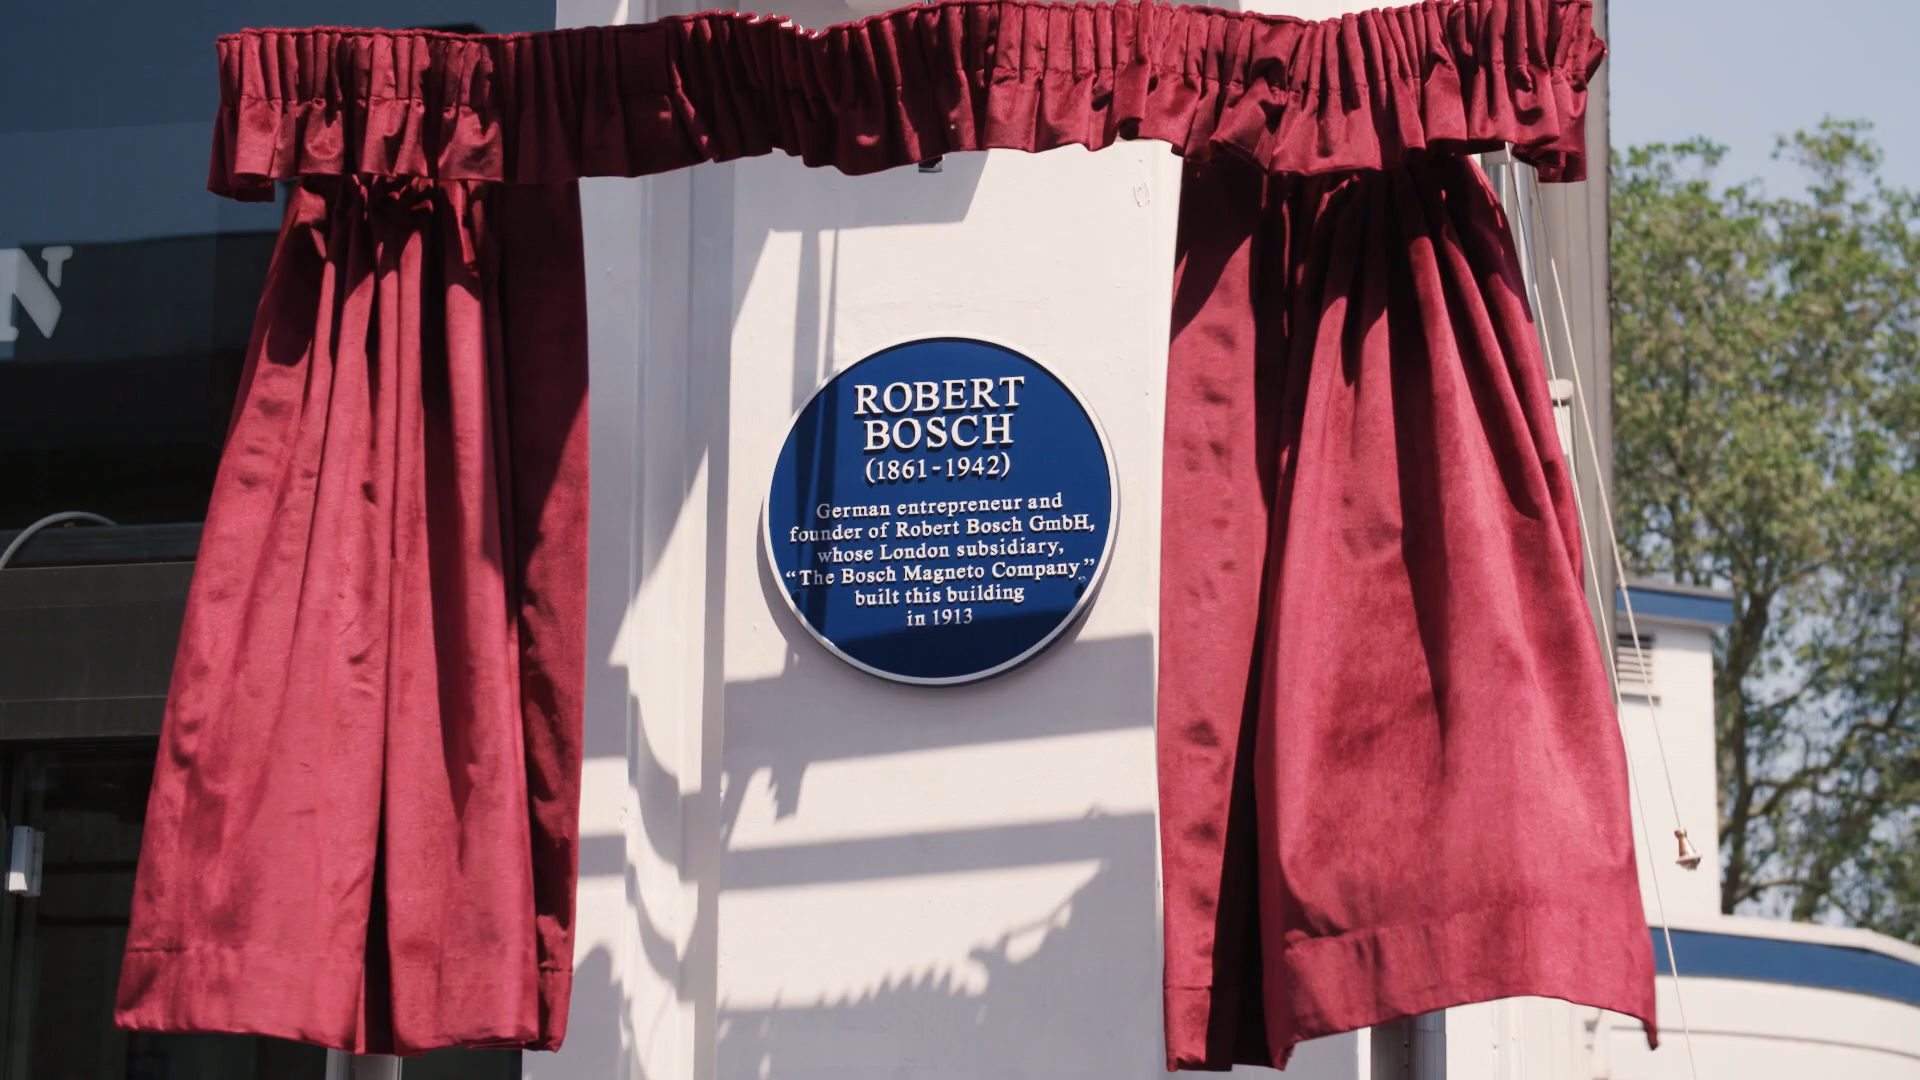 N
ROBERT
BOSCH
(1861-1942)
German entrepreneur and
founder of Robert Bosch GmbH,
whose London subsidiary,
“The Bosch Magneto Company”
built this building
in 1913